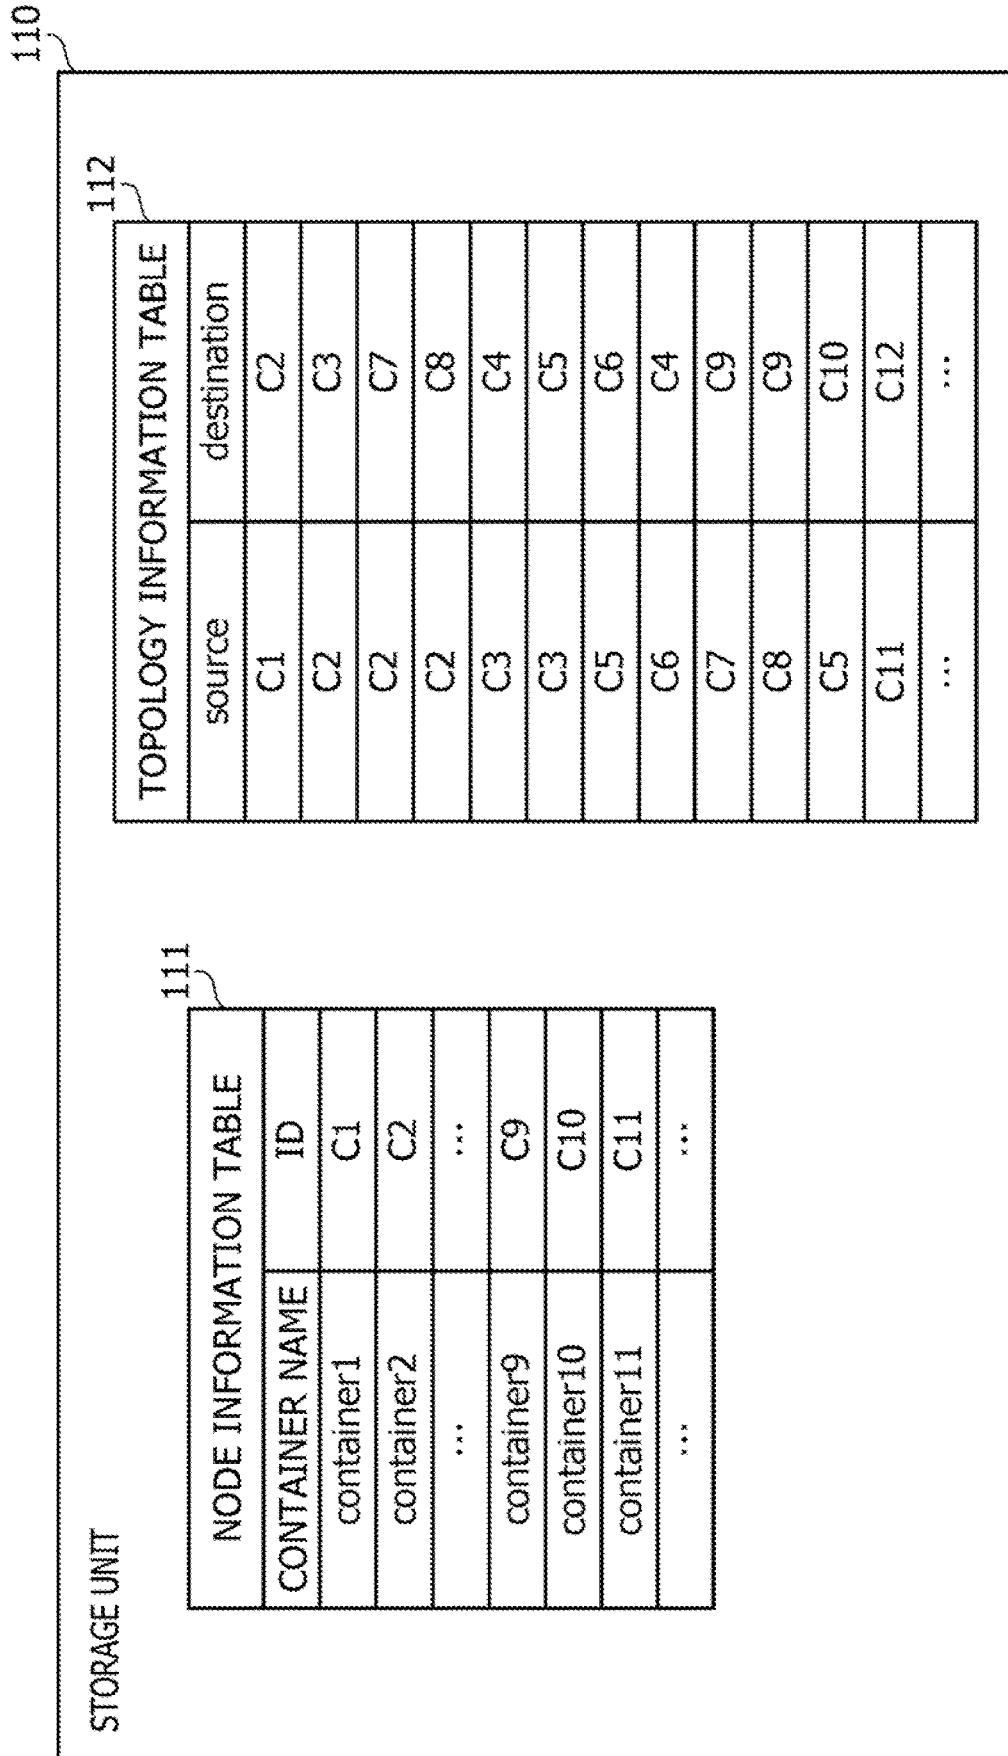 110
STORAGE UNIT
111
NODE INFORMATION TABLE
CONTAINER NAME ID
container1 C1
container2 C2
... ...
container9 C9
container10 C10
container11 C11
... ...
112
TOPOLOGY INFORMATION TABLE
source destination
C1 C2
C2 C3
C2 C7
C2 C8
C3 C4
C3 C5
C5 C6
C6 C4
C7 C9
C8 C9
C5 C10
C11 C12
... ...